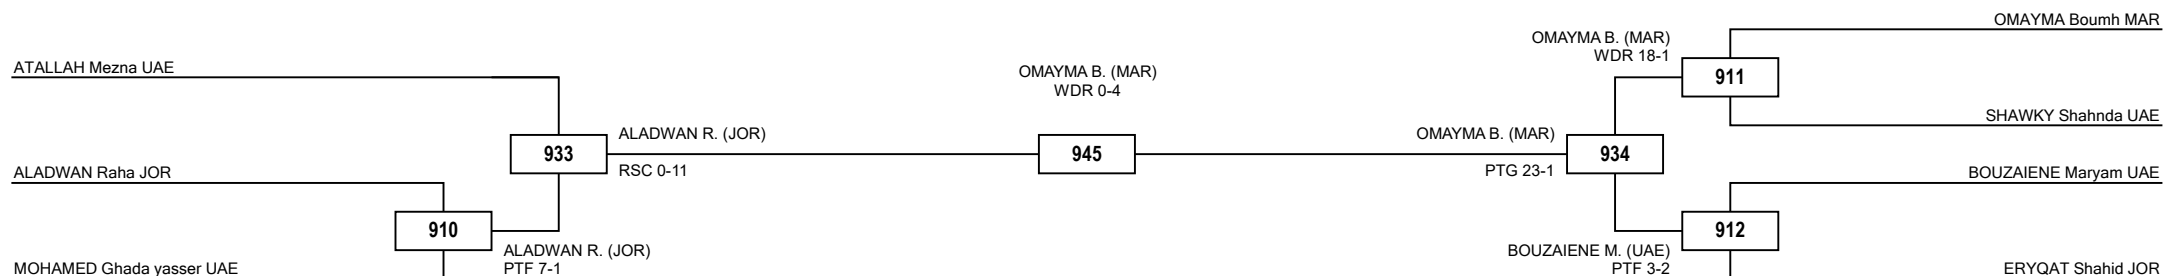 OMAYMA Boumh MAR
OMAYMA B. (MAR)
WDR 18-1
ATALLAH Mezna UAE
OMAYMA B. (MAR)
WDR 0-4
911
SHAWKY Shahnda UAE
ALADWAN R. (JOR)
OMAYMA B. (MAR)
933
945
934
RSC 0-11
PTG 23-1
ALADWAN Raha JOR
BOUZAIENE Maryam UAE
910
912
ALADWAN R. (JOR)
PTF 7-1
BOUZAIENE M. (UAE)
PTF 3-2
MOHAMED Ghada yasser UAE
ERYQAT Shahid JOR